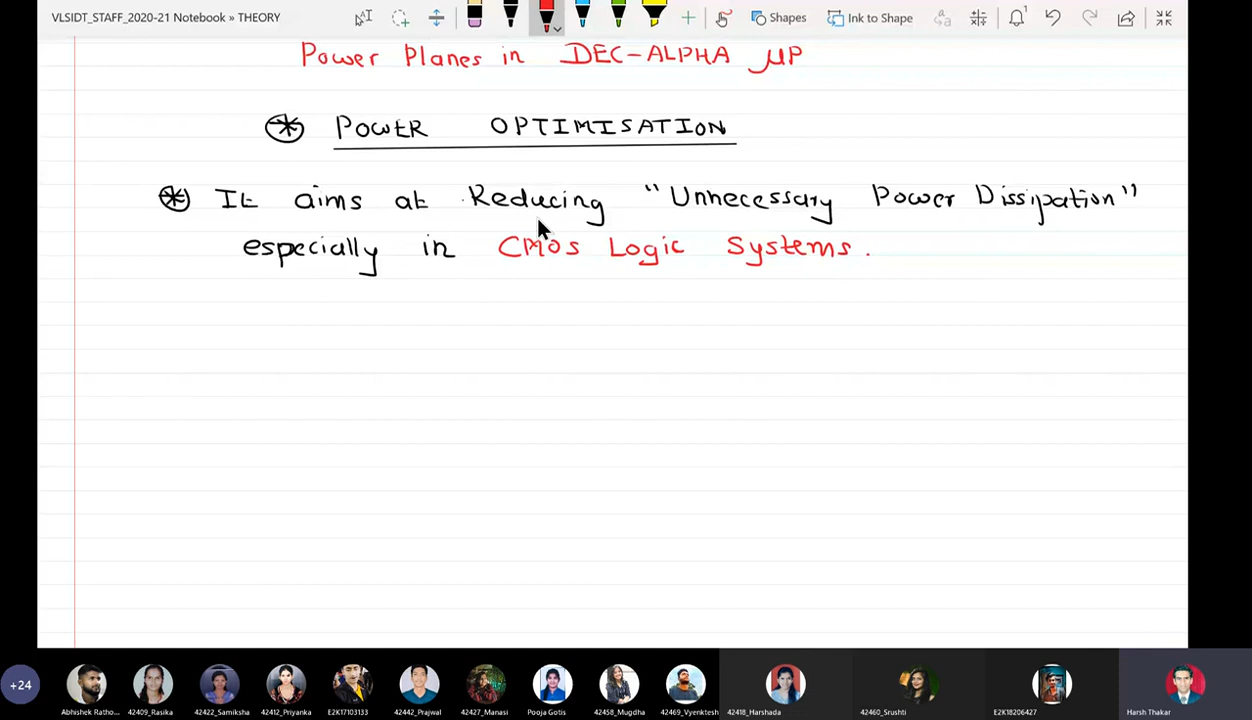 VLSIDT_STAFF_2020-21 Notebook » THEORY
Shapes
Ink to Shape
Power Planes in DEC-ALPHA μP
POWER OPTIMISATION
It aims at Reducing "Unnecessary Power Dissipation"
especially in CMOS Logic Systems.
+24
Abhishek Ratho...
42409_Rasika
42422_Samiksha
42412_Priyanka
E2K17103133
42442_Prajwal
42427_Manasi
Pooja Gotis
42458_Mugdha
42469_Vyenktesh
42418_Harshada
42460_Srushti
E2K18206427
Harsh Thakar